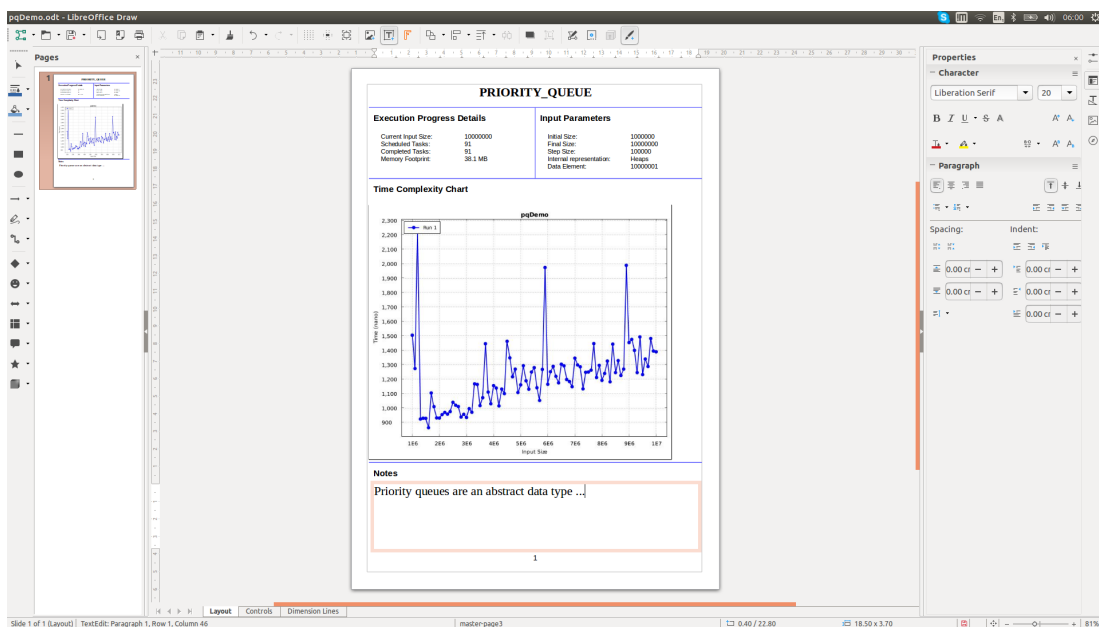 pqDemo.odt - LibreOffice Draw
En
06:00
Pages
1
PRIORITY_QUEUE
Execution Progress Details
Current Input Size: 10000000
Scheduled Tasks: 91
Completed Tasks: 91
Memory Footprint: 38.1 MB
Input Parameters
Initial Size: 1000000
Final Size: 10000000
Step Size: 100000
Internal representation: Heaps
Data Element: 10000001
Time Complexity Chart
pqDemo
Run 1
Time (nano)
2,300
2,200
2,100
2,000
1,900
1,800
1,700
1,600
1,500
1,400
1,300
1,200
1,100
1,000
900
1E6 2E6 3E6 4E6 5E6 6E6 7E6 8E6 9E6 1E7
Input Size
Notes
Priority queues are an abstract data type ...
1
Properties
Character
Liberation Serif 20
Paragraph
Spacing: Indent:
0.00 cr 0.00 cr
0.00 cr 0.00 cr
0.00 cr
Layout Controls Dimension Lines
Slide 1 of 1 (Layout) TextEdit: Paragraph 1, Row 1, Column 46 master-page3 0.40 / 22.80 18.50 x 3.70 81%